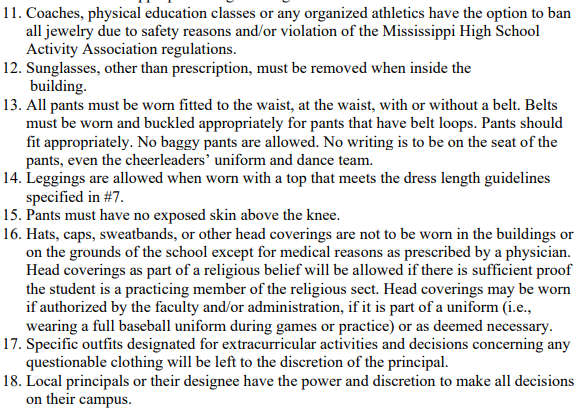 11. Coaches, physical education classes or any organized athletics have the option to ban
all jewelry due to safety reasons and/or violation of the Mississippi High School
Activity Association regulations.
12. Sunglasses, other than prescription, must be removed when inside the
building.
13. All pants must be worn fitted to the waist, at the waist, with or without a belt. Belts
must be worn and buckled appropriately for pants that have belt loops. Pants should
fit appropriately. No baggy pants are allowed. No writing is to be on the seat of the
pants, even the cheerleaders’ uniform and dance team.
14. Leggings are allowed when worn with a top that meets the dress length guidelines
specified in #7.
15. Pants must have no exposed skin above the knee.
16. Hats, caps, sweatbands, or other head coverings are not to be worn in the buildings or
on the grounds of the school except for medical reasons as prescribed by a physician.
Head coverings as part of a religious belief will be allowed if there is sufficient proof
the student is a practicing member of the religious sect. Head coverings may be worn
if authorized by the faculty and/or administration, if it is part of a uniform (i.e.,
wearing a full baseball uniform during games or practice) or as deemed necessary.
17. Specific outfits designated for extracurricular activities and decisions concerning any
questionable clothing will be left to the discretion of the principal.
18. Local principals or their designee have the power and discretion to make all decisions
on their campus.